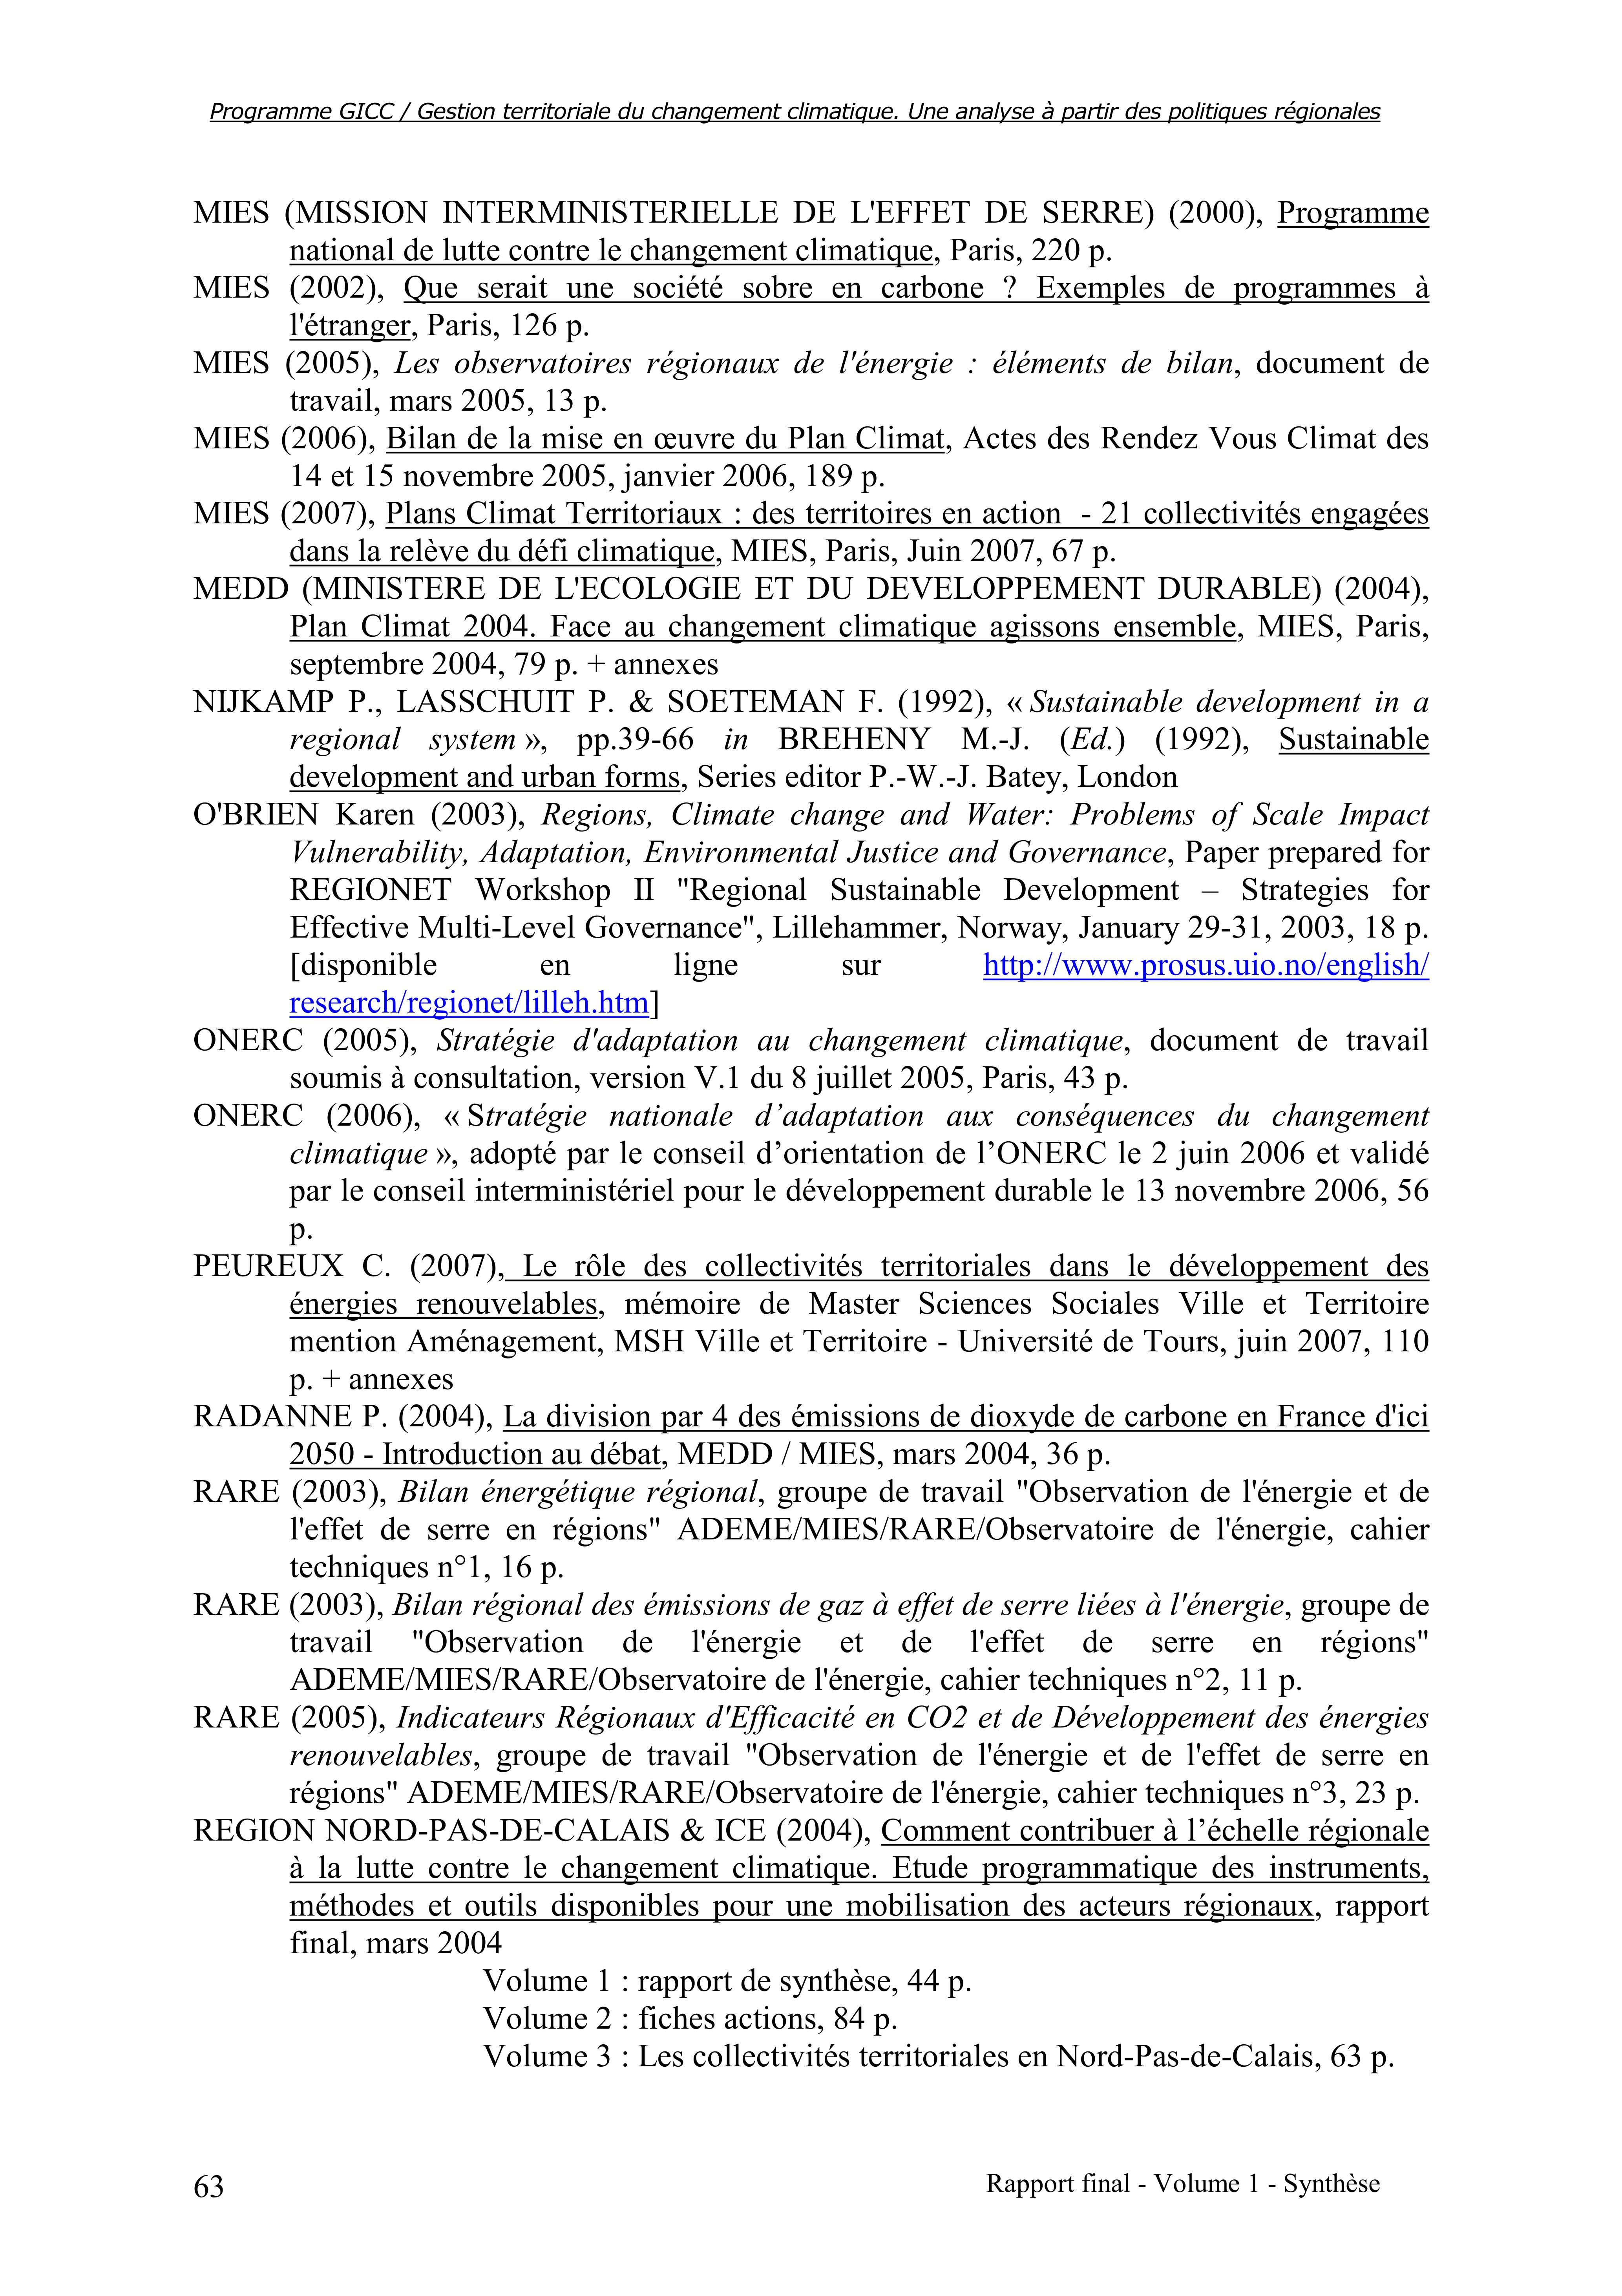 Programme GICC / Gestion territoriale du changement climatique. Une analyse à partir des politiques régionales
MIES (MISSION INTERMINISTERIELLE DE L'EFFET DE SERRE) (2000), Programme
national de lutte contre le changement climatique, Paris, 220 p.
MIES (2002), Que serait une société sobre en carbone ? Exemples de programmes à
l'étranger, Paris, 126 p.
MIES (2005), Les observatoires régionaux de l'énergie : éléments de bilan, document de
travail, mars 2005, 13 p.
MIES (2006), Bilan de la mise en œuvre du Plan Climat, Actes des Rendez Vous Climat des
14 et 15 novembre 2005, janvier 2006, 189 p.
MIES (2007), Plans Climat Territoriaux : des territoires en action - 21 collectivités engagées
dans la relève du défi climatique, MIES, Paris, Juin 2007, 67 p.
MEDD (MINISTERE DE L'ECOLOGIE ET DU DEVELOPPEMENT DURABLE) (2004),
Plan Climat 2004. Face au changement climatique agissons ensemble, MIES, Paris,
septembre 2004, 79 p. + annexes
NIJKAMP P., LASSCHUIT P. & SOETEMAN F. (1992), « Sustainable development in a
regional system », pp.39-66 in BREHENY M.-J. (Ed.) (1992), Sustainable
development and urban forms, Series editor P.-W.-J. Batey, London
O'BRIEN Karen (2003), Regions, Climate change and Water: Problems of Scale Impact
Vulnerability, Adaptation, Environmental Justice and Governance, Paper prepared for
REGIONET Workshop II "Regional Sustainable Development – Strategies for
Effective Multi-Level Governance", Lillehammer, Norway, January 29-31, 2003, 18 p.
[disponible en ligne sur http://www.prosus.uio.no/english/
research/regionet/lilleh.htm]
ONERC (2005), Stratégie d'adaptation au changement climatique, document de travail
soumis à consultation, version V.1 du 8 juillet 2005, Paris, 43 p.
ONERC (2006), « Stratégie nationale d’adaptation aux conséquences du changement
climatique », adopté par le conseil d’orientation de l’ONERC le 2 juin 2006 et validé
par le conseil interministériel pour le développement durable le 13 novembre 2006, 56
p.
PEUREUX C. (2007), Le rôle des collectivités territoriales dans le développement des
énergies renouvelables, mémoire de Master Sciences Sociales Ville et Territoire
mention Aménagement, MSH Ville et Territoire - Université de Tours, juin 2007, 110
p. + annexes
RADANNE P. (2004), La division par 4 des émissions de dioxyde de carbone en France d'ici
2050 - Introduction au débat, MEDD / MIES, mars 2004, 36 p.
RARE (2003), Bilan énergétique régional, groupe de travail "Observation de l'énergie et de
l'effet de serre en régions" ADEME/MIES/RARE/Observatoire de l'énergie, cahier
techniques n°1, 16 p.
RARE (2003), Bilan régional des émissions de gaz à effet de serre liées à l'énergie, groupe de
travail "Observation de l'énergie et de l'effet de serre en régions"
ADEME/MIES/RARE/Observatoire de l'énergie, cahier techniques n°2, 11 p.
RARE (2005), Indicateurs Régionaux d'Efficacité en CO2 et de Développement des énergies
renouvelables, groupe de travail "Observation de l'énergie et de l'effet de serre en
régions" ADEME/MIES/RARE/Observatoire de l'énergie, cahier techniques n°3, 23 p.
REGION NORD-PAS-DE-CALAIS & ICE (2004), Comment contribuer à l’échelle régionale
à la lutte contre le changement climatique. Etude programmatique des instruments,
méthodes et outils disponibles pour une mobilisation des acteurs régionaux, rapport
final, mars 2004
Volume 1 : rapport de synthèse, 44 p.
Volume 2 : fiches actions, 84 p.
Volume 3 : Les collectivités territoriales en Nord-Pas-de-Calais, 63 p.
63
Rapport final - Volume 1 - Synthèse